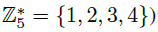 ℤ₅* = {1, 2, 3, 4})